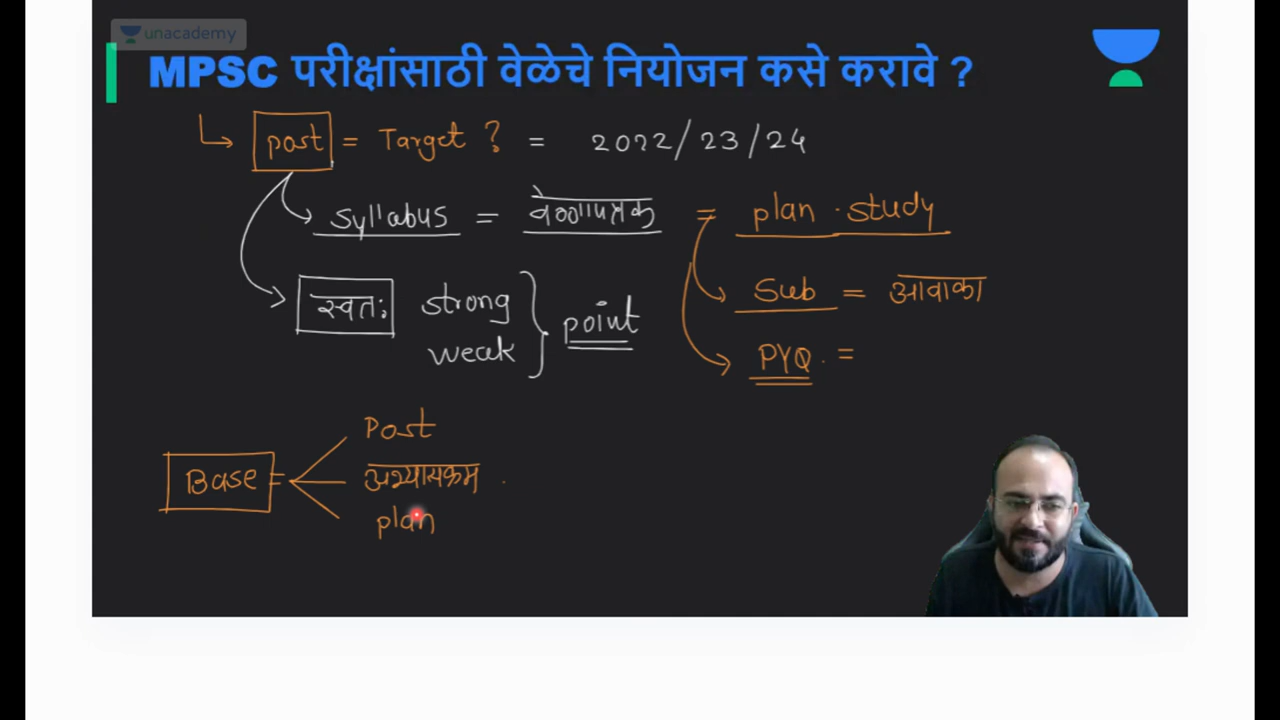 unacademy
MPSC परीक्षांसाठी वेळेचे नियोजन कसे करावे ?
post = Target ? = 2022/23/24
syllabus = वेळापत्रक = plan study
स्वतः strong weak } point
Sub = आवाका
PYQ =
Base = Post
अभ्यासक्रम
plan